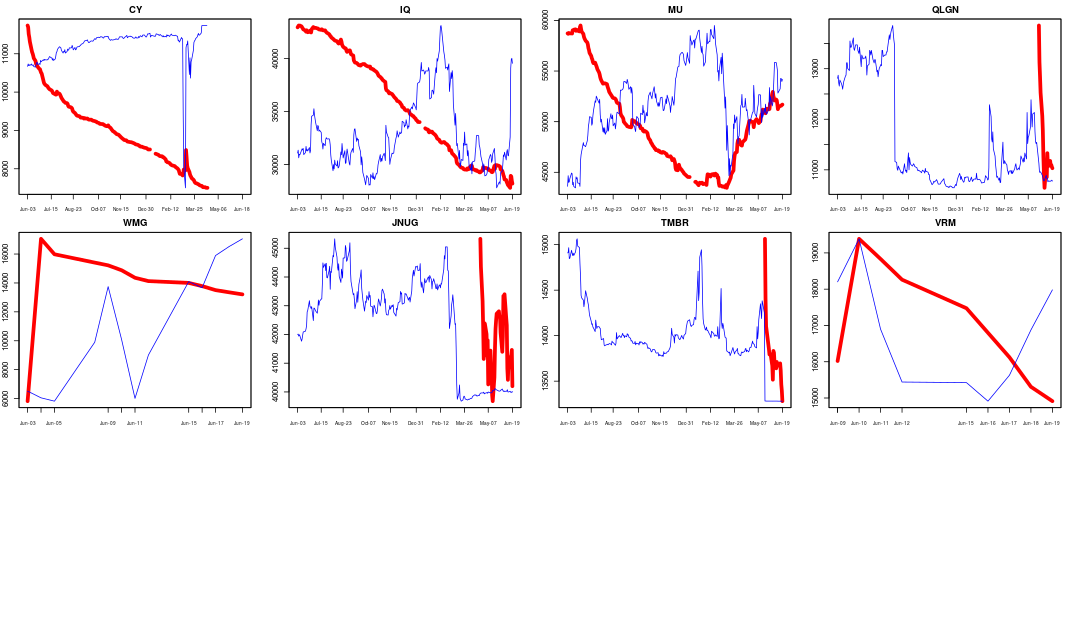 CY
8000 9000 10000 11000
Jun-03 Jul-15 Aug-23 Oct-07 Nov-15 Dec-30 Feb-12 Mar-25 May-06 Jun-18
IQ
30000 35000 40000
Jun-03 Jul-15 Aug-23 Oct-07 Nov-15 Dec-31 Feb-12 Mar-26 May-07 Jun-19
MU
45000 50000 55000 60000
Jun-03 Jul-15 Aug-23 Oct-07 Nov-15 Dec-31 Feb-12 Mar-26 May-07 Jun-19
QLGN
11000 12000 13000
Jun-03 Jul-15 Aug-23 Oct-07 Nov-15 Dec-31 Feb-12 Mar-26 May-07 Jun-19
WMG
6000 8000 10000 12000 14000 16000
Jun-03 Jun-05 Jun-09 Jun-11 Jun-15 Jun-17 Jun-19
JNUG
40000 41000 42000 43000 44000 45000
Jun-03 Jul-15 Aug-23 Oct-07 Nov-15 Dec-31 Feb-12 Mar-26 May-07 Jun-19
TMBR
13500 14000 14500 15000
Jun-03 Jul-15 Aug-23 Oct-07 Nov-15 Dec-31 Feb-12 Mar-26 May-07 Jun-19
VRM
15000 16000 17000 18000 19000
Jun-09 Jun-10 Jun-11 Jun-12 Jun-15 Jun-16 Jun-17 Jun-18 Jun-19